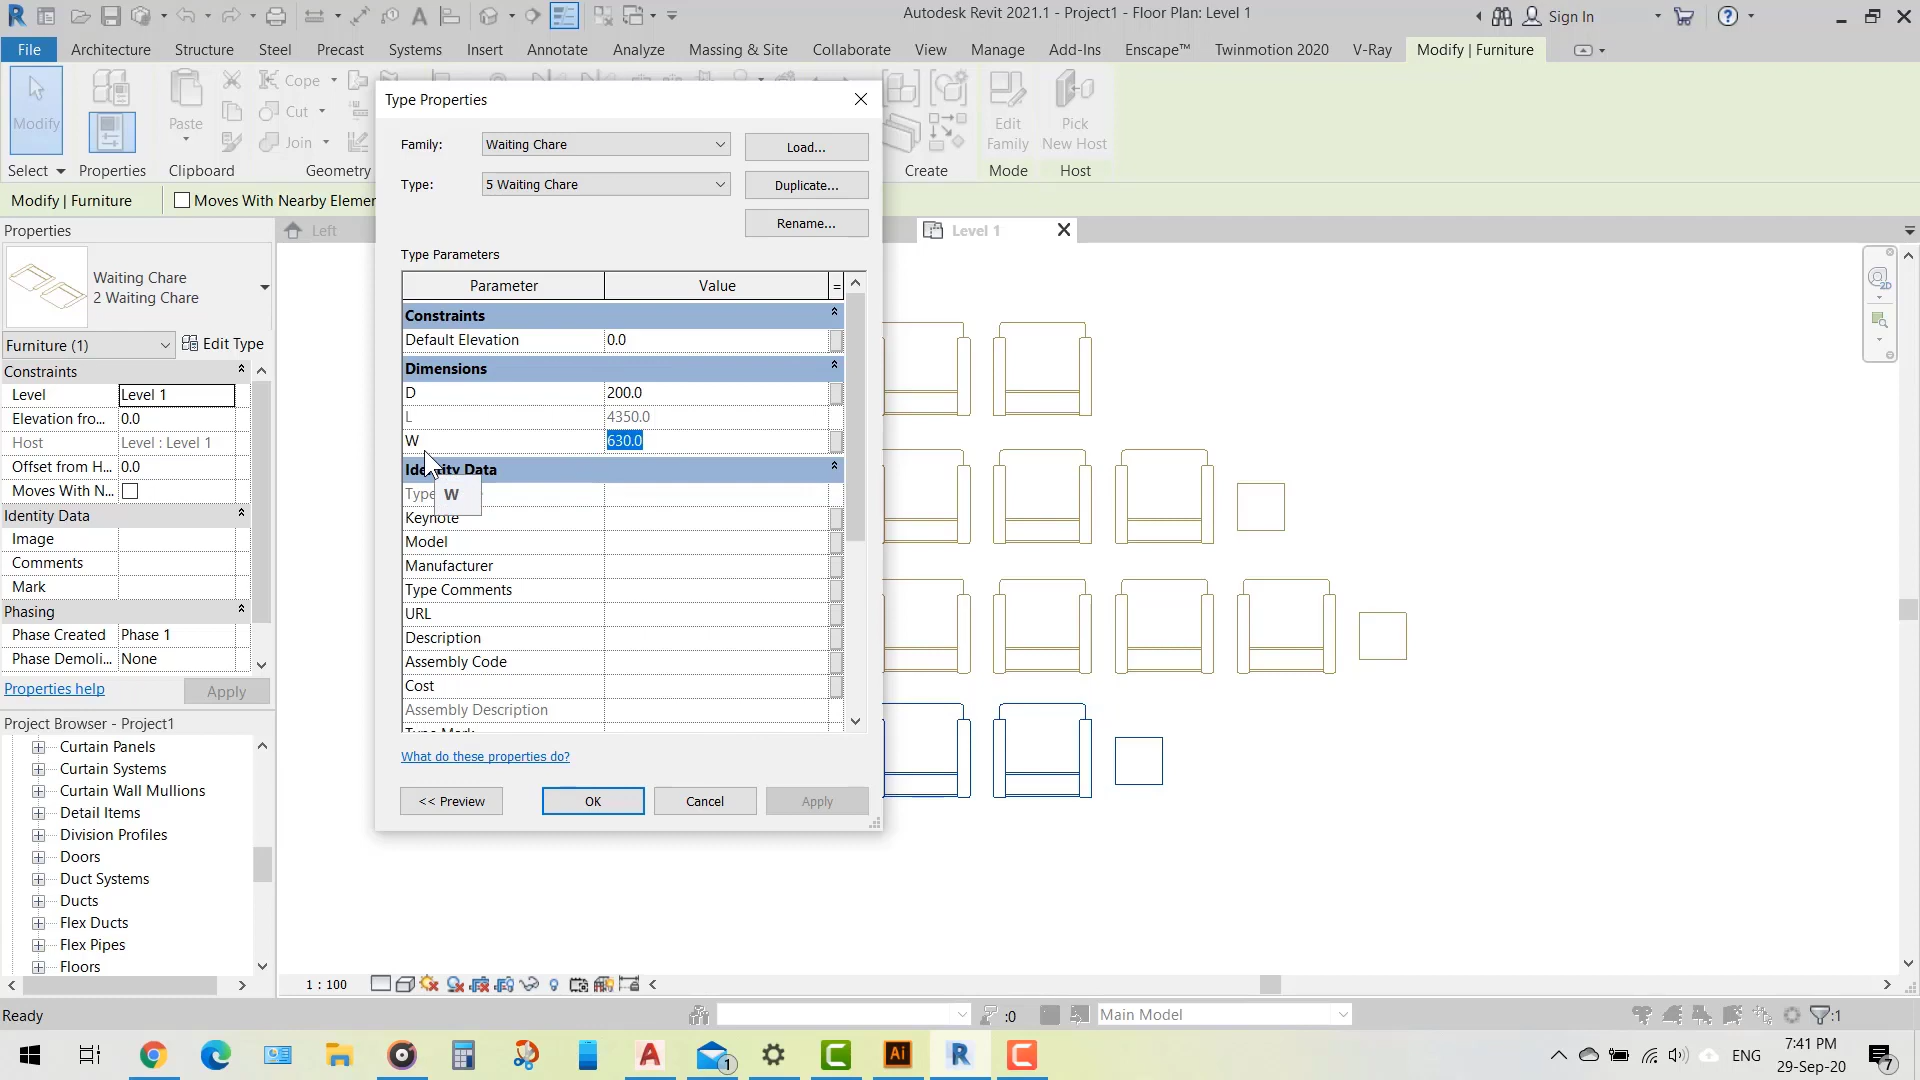 Autodesk Revit 2021.1 - Project1 - Floor Plan: Level 1
Sign In
File
Architecture
Structure
Steel
Precast
Systems
Insert
Annotate
Analyze
Massing & Site
Collaborate
View
Manage
Add-Ins
Enscape™
Twinmotion 2020
V-Ray
Modify | Furniture
Modify
Paste
Cope
Cut
Join
Edit
Family
Pick
New Host
Select
Properties
Clipboard
Geometry
Create
Mode
Host
Modify | Furniture
Moves With Nearby Elemen
Properties
Waiting Chare
2 Waiting Chare
Furniture (1)
Edit Type
Constraints
Level
Level 1
Elevation fro...
0.0
Host
Level : Level 1
Offset from H...
0.0
Moves With N...
Identity Data
Image
Comments
Mark
Phasing
Phase Created
Phase 1
Phase Demoli...
None
Properties help
Apply
Project Browser - Project1
Curtain Panels
Curtain Systems
Curtain Wall Mullions
Detail Items
Division Profiles
Doors
Duct Systems
Ducts
Flex Ducts
Flex Pipes
Floors
Left
Level 1
Type Properties
Family:
Waiting Chare
Load...
Type:
5 Waiting Chare
Duplicate...
Rename...
Type Parameters
Parameter
Value
=
Constraints
Default Elevation
0.0
Dimensions
D
200.0
L
4350.0
W
630.0
Identity Data
Type
W
Keynote
Model
Manufacturer
Type Comments
URL
Description
Assembly Code
Cost
Assembly Description
What do these properties do?
<< Preview
OK
Cancel
Apply
2D
1 : 100
Ready
:0
Main Model
:1
1
ENG
7:41 PM
29-Sep-20
7